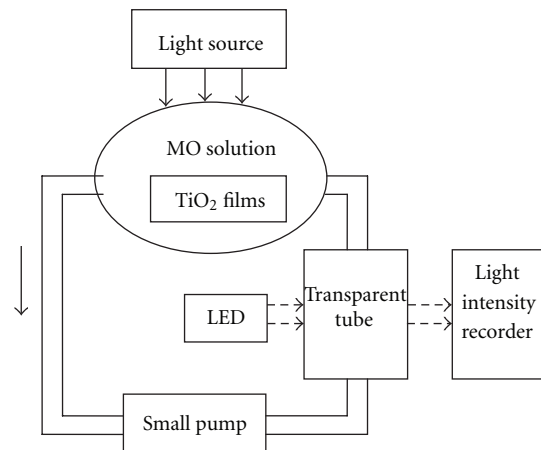 Light source
MO solution
TiO₂ films
LED
Transparent
tube
Light
intensity
recorder
Small pump